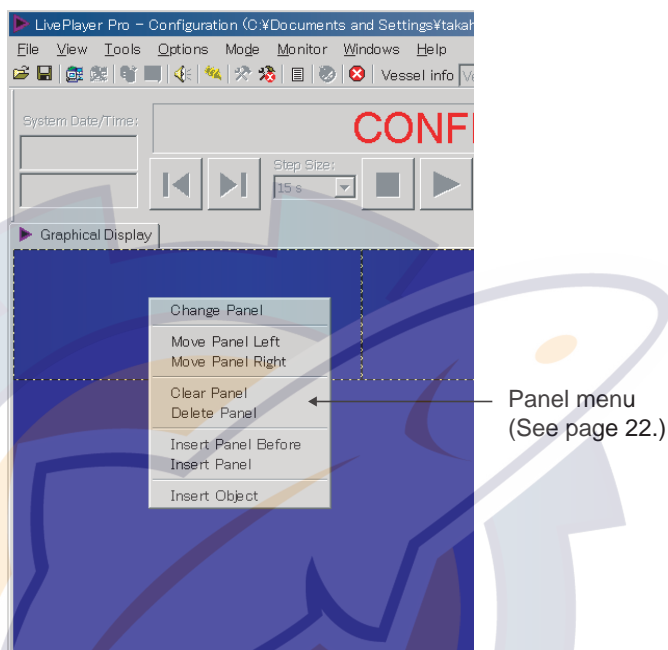 LivePlayer Pro - Configuration (C:¥Documents and Settings¥takah
File View Tools Options Mode Monitor Windows Help
Vessel info
System Date/Time:
CONF
Step Size:
15 s
Graphical Display
Change Panel
Move Panel Left
Move Panel Right
Clear Panel
Delete Panel
Insert Panel Before
Insert Panel
Insert Object
Panel menu
(See page 22.)